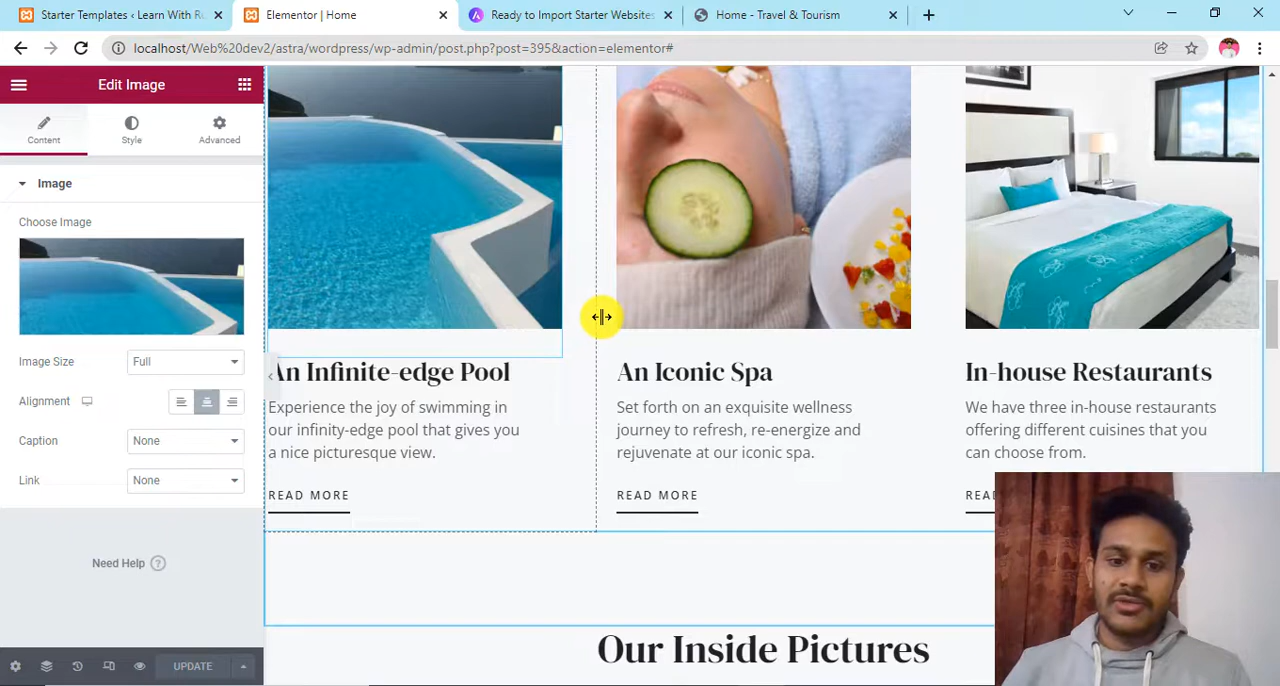 Starter Templates ‹ Learn With Ru
Elementor | Home
Ready to Import Starter Websites
Home - Travel & Tourism
localhost/Web%20dev2/astra/wordpress/wp-admin/post.php?post=395&action=elementor#
Edit Image
Content
Style
Advanced
Image
Choose Image
Image Size
Full
Alignment
Caption
None
Link
None
Need Help
UPDATE
An Infinite-edge Pool
Experience the joy of swimming in
our infinity-edge pool that gives you
a nice picturesque view.
READ MORE
An Iconic Spa
Set forth on an exquisite wellness
journey to refresh, re-energize and
rejuvenate at our iconic spa.
READ MORE
In-house Restaurants
We have three in-house restaurants
offering different cuisines that you
can choose from.
REA
Our Inside Pictures